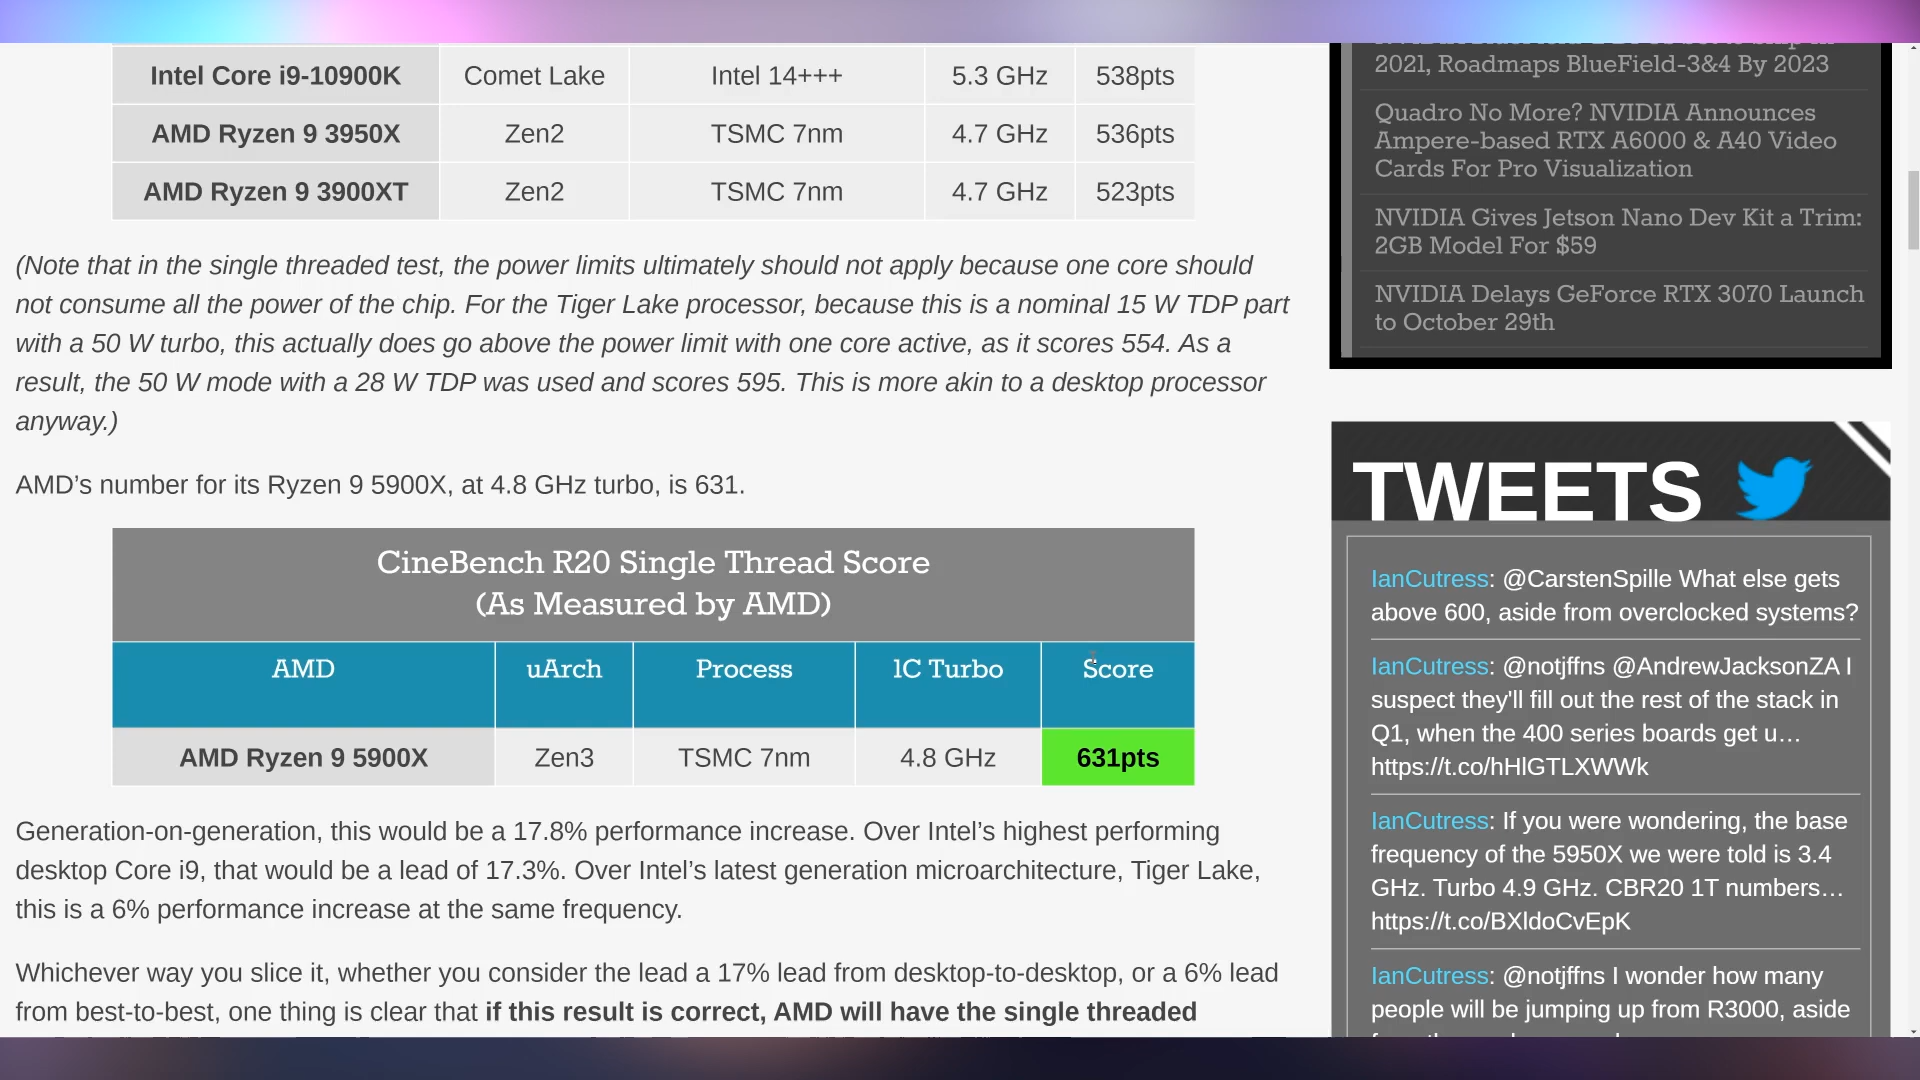 Intel Core i9-10900K Comet Lake Intel 14+++ 5.3 GHz 538pts
AMD Ryzen 9 3950X Zen2 TSMC 7nm 4.7 GHz 536pts
AMD Ryzen 9 3900XT Zen2 TSMC 7nm 4.7 GHz 523pts
(Note that in the single threaded test, the power limits ultimately should not apply because one core should
not consume all the power of the chip. For the Tiger Lake processor, because this is a nominal 15 W TDP part
with a 50 W turbo, this actually does go above the power limit with one core active, as it scores 554. As a
result, the 50 W mode with a 28 W TDP was used and scores 595. This is more akin to a desktop processor
anyway.)
AMD’s number for its Ryzen 9 5900X, at 4.8 GHz turbo, is 631.
CineBench R20 Single Thread Score
(As Measured by AMD)
AMD uArch Process 1C Turbo Score
AMD Ryzen 9 5900X Zen3 TSMC 7nm 4.8 GHz 631pts
Generation-on-generation, this would be a 17.8% performance increase. Over Intel’s highest performing
desktop Core i9, that would be a lead of 17.3%. Over Intel’s latest generation microarchitecture, Tiger Lake,
this is a 6% performance increase at the same frequency.
Whichever way you slice it, whether you consider the lead a 17% lead from desktop-to-desktop, or a 6% lead
from best-to-best, one thing is clear that if this result is correct, AMD will have the single threaded
2021, Roadmaps BlueField-3&4 By 2023
Quadro No More? NVIDIA Announces
Ampere-based RTX A6000 & A40 Video
Cards For Pro Visualization
NVIDIA Gives Jetson Nano Dev Kit a Trim:
2GB Model For $59
NVIDIA Delays GeForce RTX 3070 Launch
to October 29th
TWEETS
IanCutress: @CarstenSpille What else gets
above 600, aside from overclocked systems?
IanCutress: @notjffns @AndrewJacksonZA I
suspect they'll fill out the rest of the stack in
Q1, when the 400 series boards get u…
https://t.co/hHlGTLXWWk
IanCutress: If you were wondering, the base
frequency of the 5950X we were told is 3.4
GHz. Turbo 4.9 GHz. CBR20 1T numbers…
https://t.co/BXldoCvEpK
IanCutress: @notjffns I wonder how many
people will be jumping up from R3000, aside